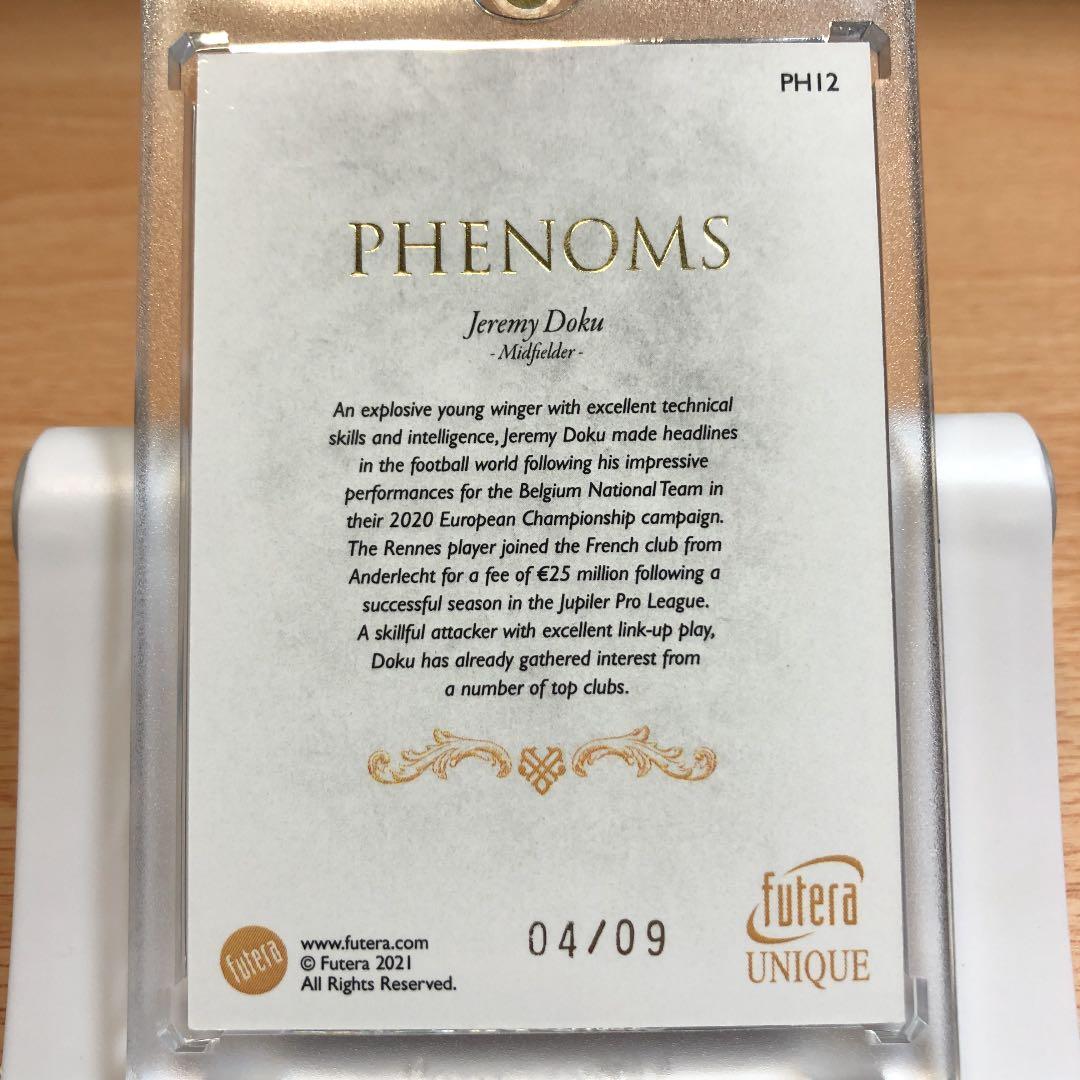 PH12
PHENOMS
Jeremy Doku
- Midfielder -
An explosive young winger with excellent technical
skills and intelligence, Jeremy Doku made headlines
in the football world following his impressive
performances for the Belgium National Team in
their 2020 European Championship campaign.
The Rennes player joined the French club from
Anderlecht for a fee of €25 million following a
successful season in the Jupiler Pro League.
A skillful attacker with excellent link-up play,
Doku has already gathered interest from
a number of top clubs.
futera
www.futera.com
© Futera 2021
All Rights Reserved.
04/09
futera
UNIQUE